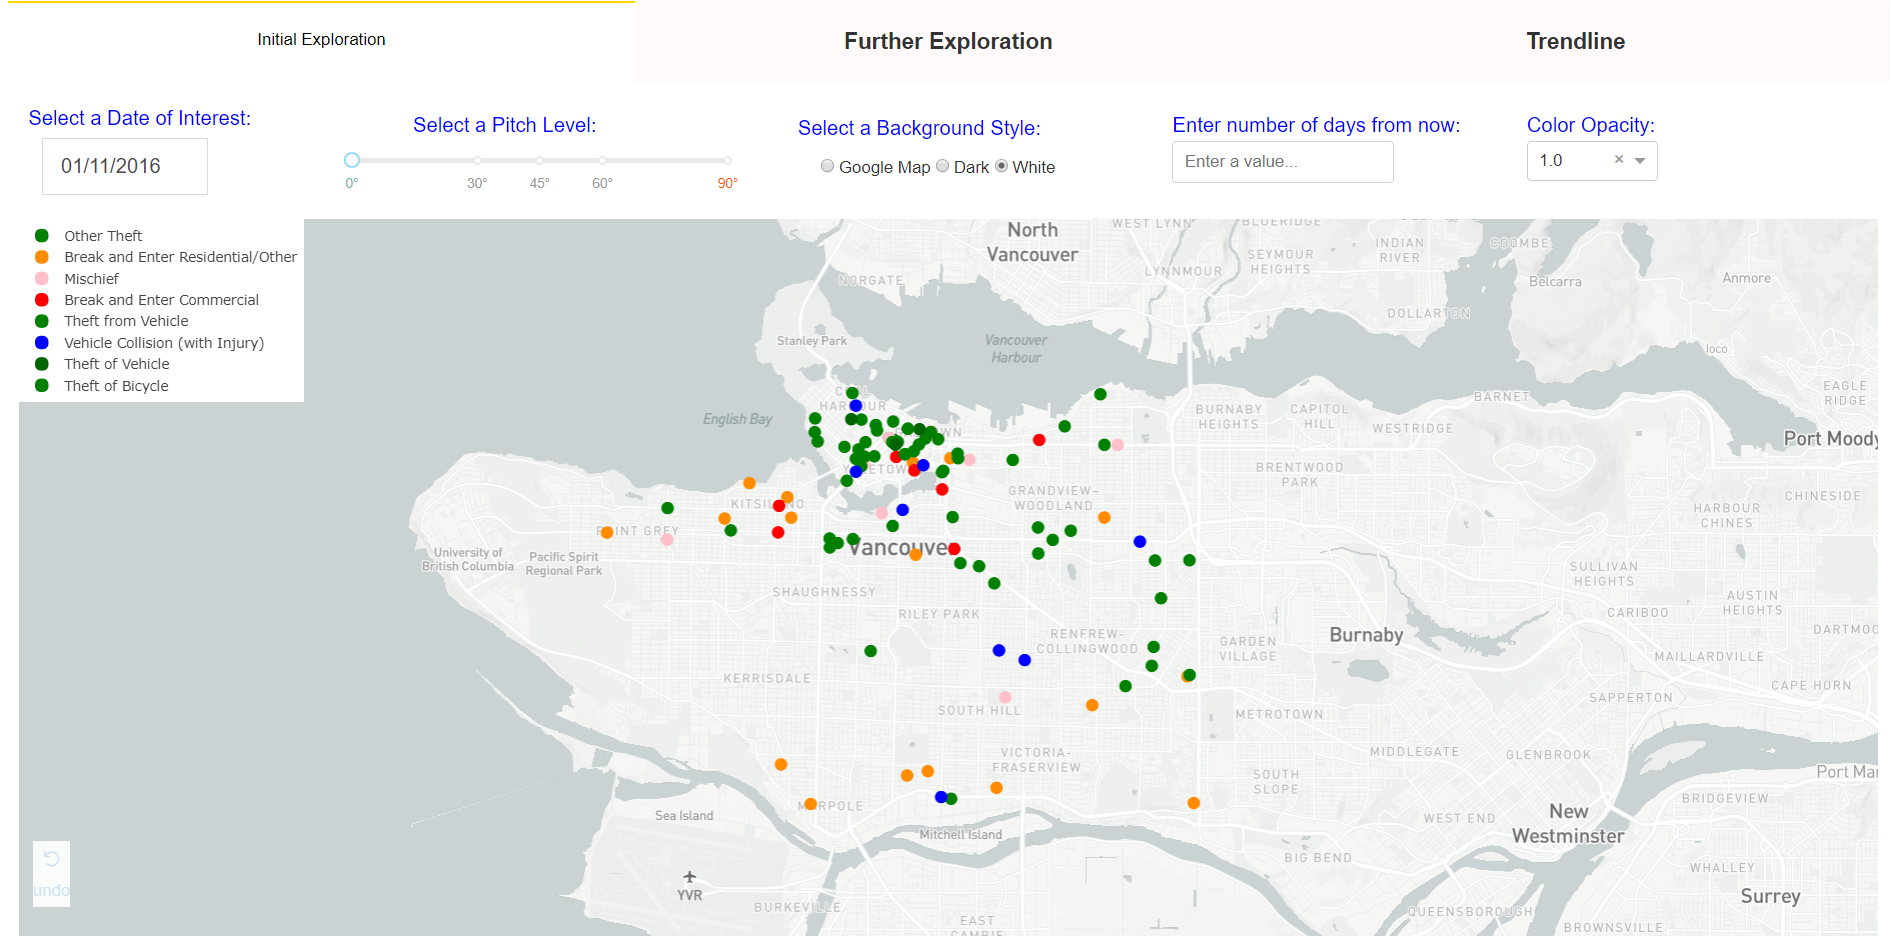 Initial Exploration
Further Exploration
Trendline
Select a Date of Interest:
Select a Pitch Level:
Select a Background Style:
Enter number of days from now:
Color Opacity:
01/11/2016
0°
30°
45°
60°
90°
Google Map
Dark
White
Enter a value...
1.0
×
Other Theft
Break and Enter Residential/Other
Mischief
Break and Enter Commercial
Theft from Vehicle
Vehicle Collision (with Injury)
Theft of Vehicle
Theft of Bicycle
North
Vancouver
WEST LYNN
BLUERIDGE
SEYMOUR
HEIGHTS
INDIAN
RIVER
COOMBE
Belcarra
Anmore
NORGATE
LYNNMOUR
DOLLARTON
Stanley Park
Vancouver
Harbour
Ioco
EAGLE
RIDGE
English Bay
BURNABY
HEIGHTS
CAPITOL
HILL
BARNET
WESTRIDGE
Port Moody
BRENTWOOD
PARK
GRANDVIEW-
WOODLAND
CHINESIDE
HARBOUR
CHINES
University of
British Columbia
Pacific Spirit
Regional Park
Vancouver
SULLIVAN
HEIGHTS
SHAUGHNESSY
RILEY PARK
AUSTIN
HEIGHTS
CARIBOO
RENFREW-
COLLINGWOOD
GARDEN
VILLAGE
Burnaby
DARTMOO
MAILLARDVILLE
KERRISDALE
CAPE HORN
SAPPERTON
SOUTH HILL
METROTOWN
VICTORIA-
FRASERVIEW
MIDDLEGATE
GLENBROOK
SOUTH
SLOPE
Port Mar
BRIDGEVIEW
Sea Island
Mitchell Island
WEST END
New
Westminster
BIG BEND
WHALLEY
YVR
Surrey
BURKEVILLE
QUEENSBOROUGH
EAST
CAMBIE
BROWNSVILLE
undo